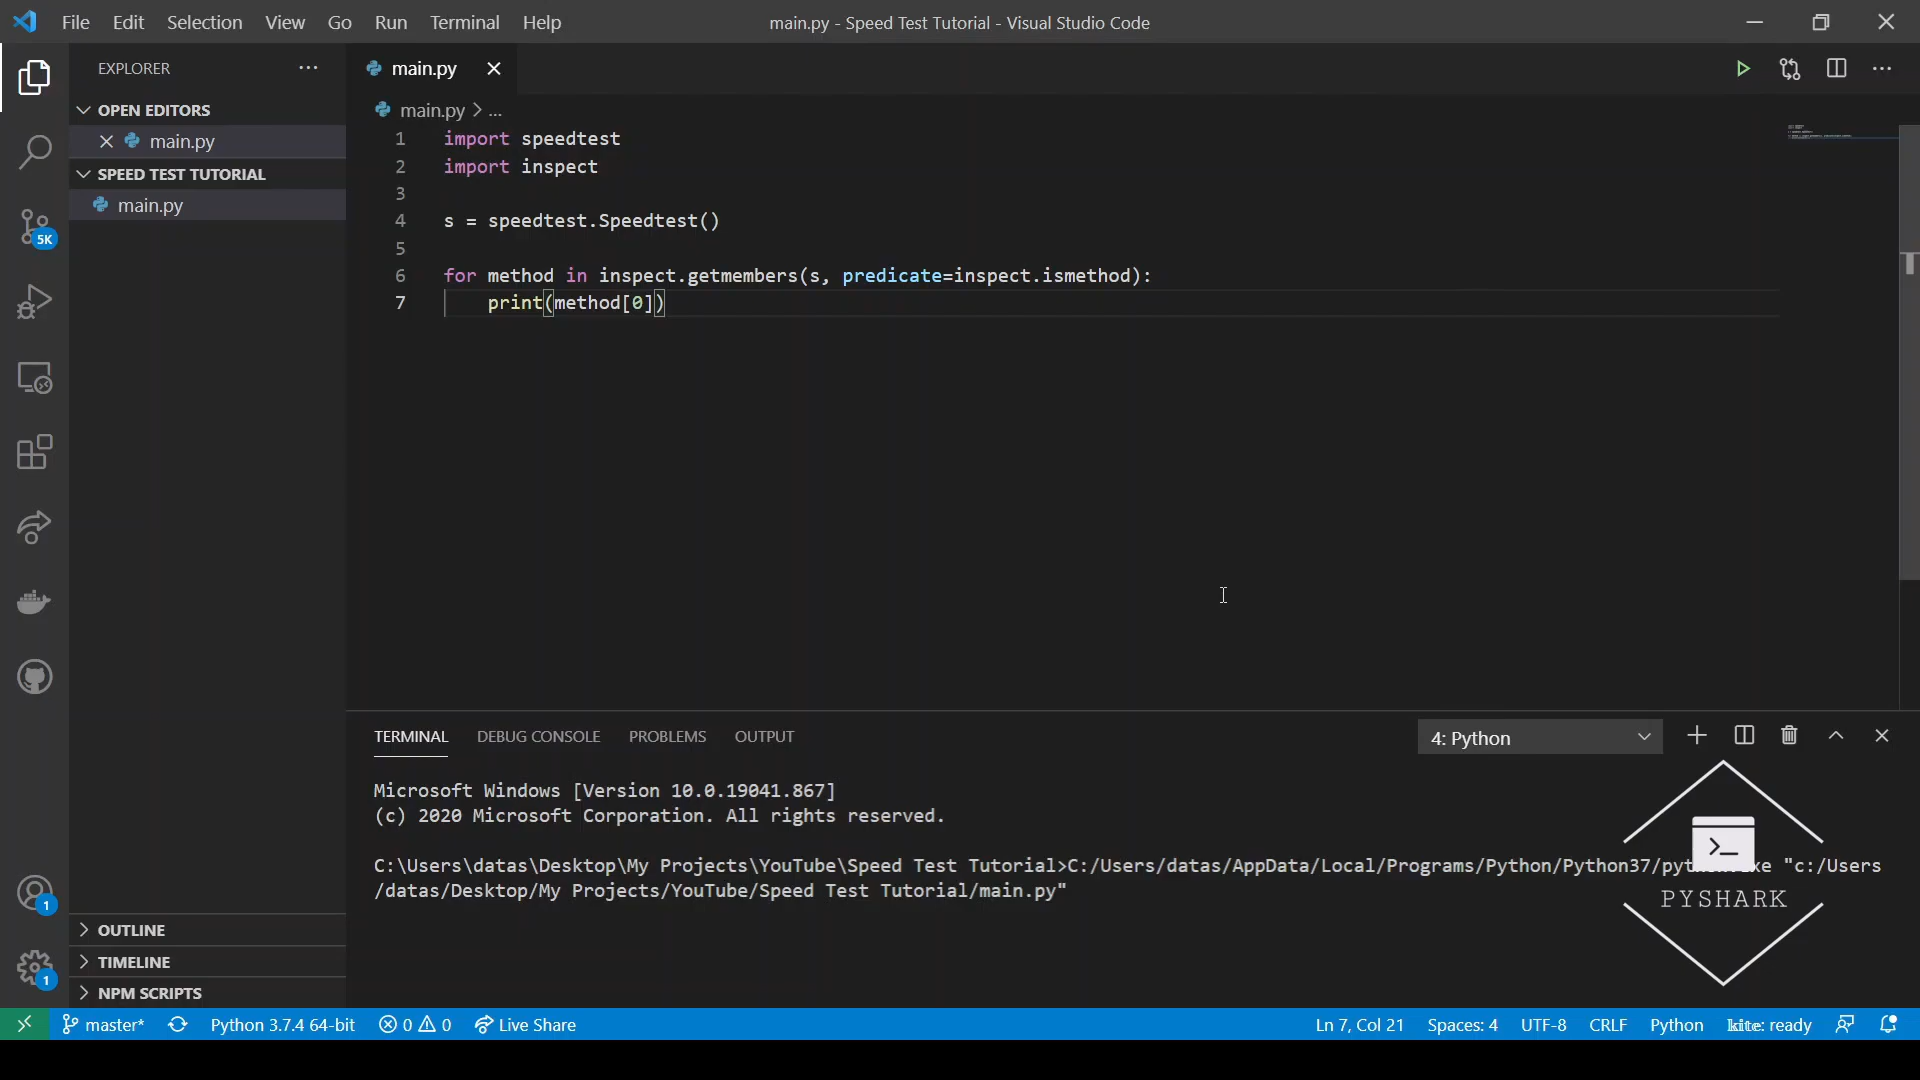 File Edit Selection View Go Run Terminal Help
main.py - Speed Test Tutorial - Visual Studio Code
EXPLORER
OPEN EDITORS
main.py
SPEED TEST TUTORIAL
main.py
5K
1
1
OUTLINE
TIMELINE
NPM SCRIPTS
main.py
main.py > ...
1 import speedtest
2 import inspect
3
4 s = speedtest.Speedtest()
5
6 for method in inspect.getmembers(s, predicate=inspect.ismethod):
7 print(method[0])
TERMINAL DEBUG CONSOLE PROBLEMS OUTPUT
4: Python
Microsoft Windows [Version 10.0.19041.867]
(c) 2020 Microsoft Corporation. All rights reserved.
C:\Users\datas\Desktop\My Projects\YouTube\Speed Test Tutorial>C:/Users/datas/AppData/Local/Programs/Python/Python37/python.exe "c:/Users
/datas/Desktop/My Projects/YouTube/Speed Test Tutorial/main.py"
PYSHARK
master* Python 3.7.4 64-bit 0 0 Live Share
Ln 7, Col 21 Spaces: 4 UTF-8 CRLF Python kite: ready